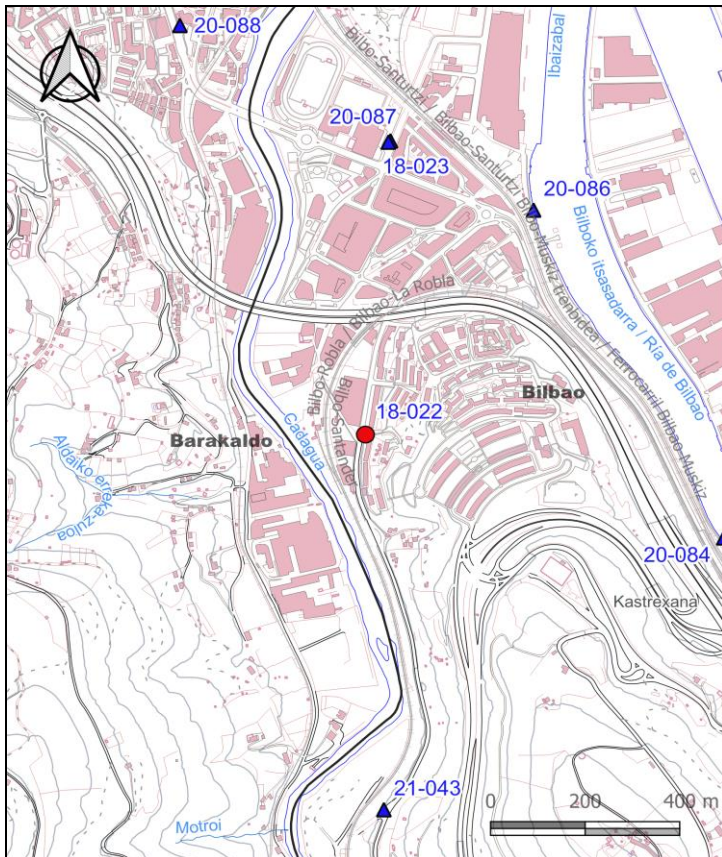 20-088
Ibaizabal
Bilbo-Santurtzi / Bilbao-Santurtzi
20-087
18-023
20-086
Bilbo-Muskiz trenbidea / Ferrocarril Bilbao Muskiz
Bilboko itsasadarra / Ría de Bilbao
Bilbo-Robla / Bilbao-La Robla
Bilbo-Santander
Bilbao
18-022
Barakaldo
Cadagua
Aldaiko erreka-zuloa
20-084
Kastrexana
21-043
Motroi
0 200 400 m